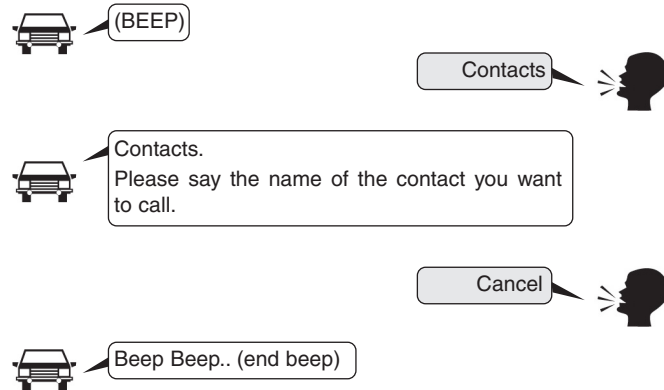 (BEEP)
Contacts
Contacts.
Please say the name of the contact you want
to call.
Cancel
Beep Beep.. (end beep)